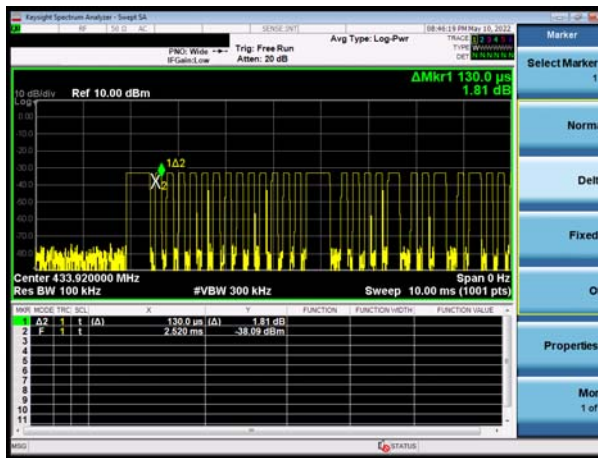 Keysight Spectrum Analyzer - Swept SA
RF 50 Ω AC SENSE:INT 08:46:19 PM May 10, 2022
Avg Type: Log-Pwr
TRACE 1 2 3 4 5 6
PNO: Wide Trig: Free Run TYPE
IFGain:Low Atten: 20 dB DET N N N N N N
ΔMkr1 130.0 µs
10 dB/div Ref 10.00 dBm 1.81 dB
Log
0.00
-10.0
-20.0
-30.0
1Δ2
X2
-40.0
-50.0
-60.0
-70.0
-80.0
Center 433.920000 MHz Span 0 Hz
Res BW 100 kHz #VBW 300 kHz Sweep 10.00 ms (1001 pts)
MKR MODE TRC SCL X Y FUNCTION FUNCTION WIDTH FUNCTION VALUE
1 Δ2 1 t (Δ) 130.0 µs (Δ) 1.81 dB
2 F 1 t 2.520 ms -38.09 dBm
3
4
5
6
7
8
9
10
11
MSG STATUS
Marker
Select Marker
1
Norma
Delt
Fixed
O
Properties
Mor
1 of